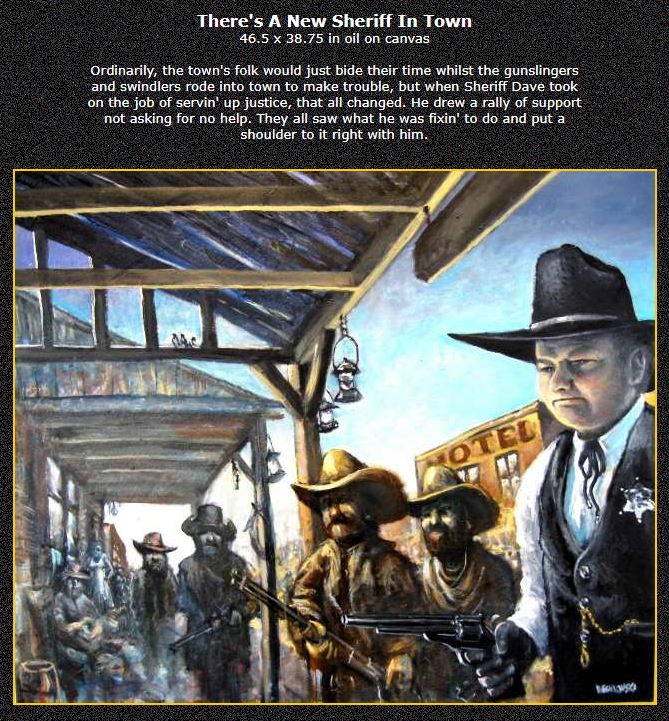 There's A New Sheriff In Town
46.5 x 38.75 in oil on canvas
Ordinarily, the town's folk would just bide their time whilst the gunslingers
and swindlers rode into town to make trouble, but when Sheriff Dave took
on the job of servin' up justice, that all changed. He drew a rally of support
not asking for no help. They all saw what he was fixin' to do and put a
shoulder to it right with him.
HOTEL